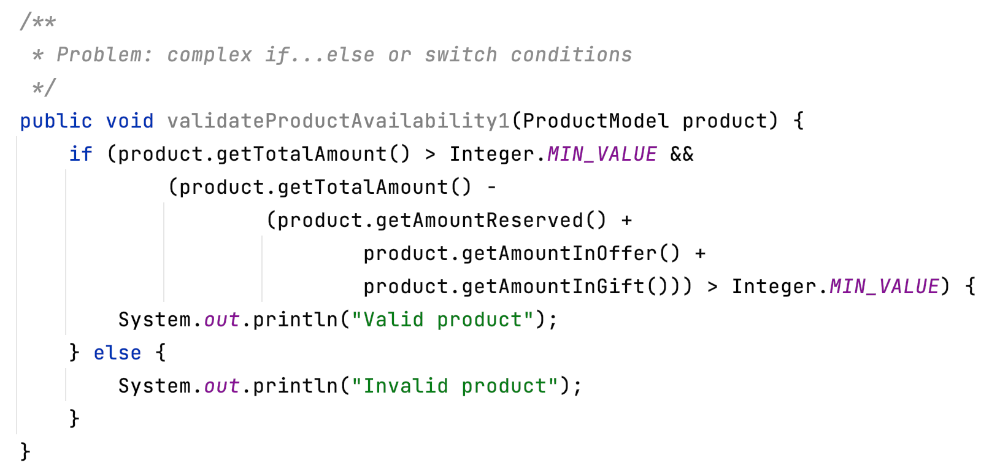 /**
 * Problem: complex if...else or switch conditions
 */
public void validateProductAvailability1(ProductModel product) {
    if (product.getTotalAmount() > Integer.MIN_VALUE &&
            (product.getTotalAmount() -
                    (product.getAmountReserved() +
                            product.getAmountInOffer() +
                            product.getAmountInGift())) > Integer.MIN_VALUE) {
        System.out.println("Valid product");
    } else {
        System.out.println("Invalid product");
    }
}